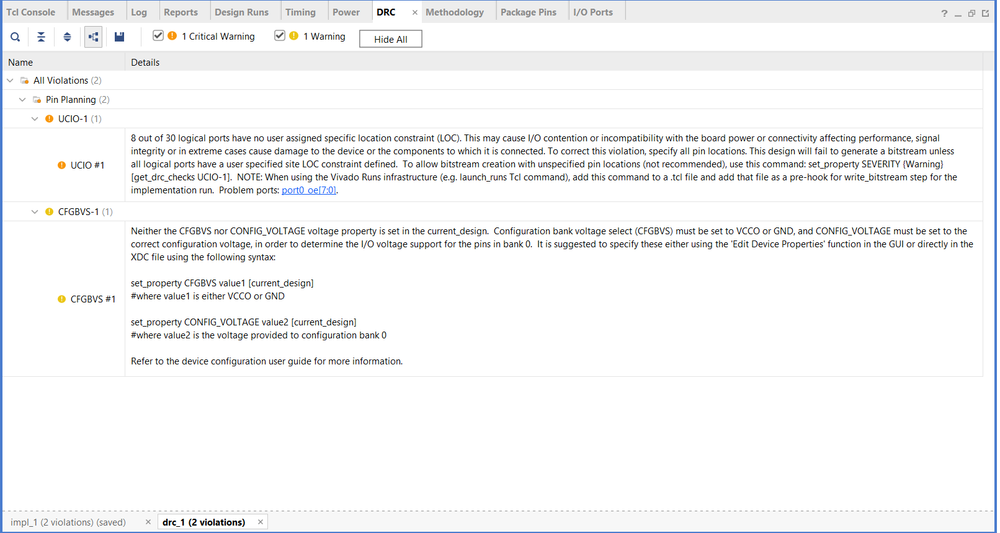 Tcl Console Messages Log Reports Design Runs Timing Power DRC × Methodology Package Pins I/O Ports ?
1 Critical Warning 1 Warning Hide All
Name Details
All Violations (2)
Pin Planning (2)
UCIO-1 (1)
UCIO #1
8 out of 30 logical ports have no user assigned specific location constraint (LOC). This may cause I/O contention or incompatibility with the board power or connectivity affecting performance, signal
integrity or in extreme cases cause damage to the device or the components to which it is connected. To correct this violation, specify all pin locations. This design will fail to generate a bitstream unless
all logical ports have a user specified site LOC constraint defined.  To allow bitstream creation with unspecified pin locations (not recommended), use this command: set_property SEVERITY {Warning}
[get_drc_checks UCIO-1].  NOTE: When using the Vivado Runs infrastructure (e.g. launch_runs Tcl command), add this command to a .tcl file and add that file as a pre-hook for write_bitstream step for the
implementation run.  Problem ports: port0_oe[7:0].
CFGBVS-1 (1)
CFGBVS #1
Neither the CFGBVS nor CONFIG_VOLTAGE voltage property is set in the current_design.  Configuration bank voltage select (CFGBVS) must be set to VCCO or GND, and CONFIG_VOLTAGE must be set to the
correct configuration voltage, in order to determine the I/O voltage support for the pins in bank 0.  It is suggested to specify these either using the 'Edit Device Properties' function in the GUI or directly in the
XDC file using the following syntax:
set_property CFGBVS value1 [current_design]
#where value1 is either VCCO or GND
set_property CONFIG_VOLTAGE value2 [current_design]
#where value2 is the voltage provided to configuration bank 0
Refer to the device configuration user guide for more information.
impl_1 (2 violations) (saved) × drc_1 (2 violations) ×